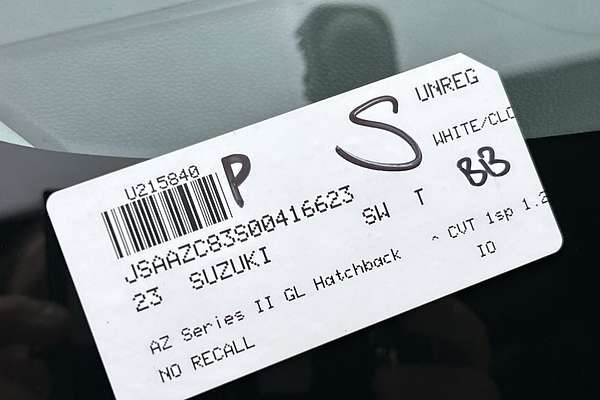 U215840 P S UNREG
WHITE/CLO
JSAAZC83S00416623 SW T BB
23 SUZUKI
^ CVT 1sp 1.2
AZ Series II GL Hatchback IO
NO RECALL